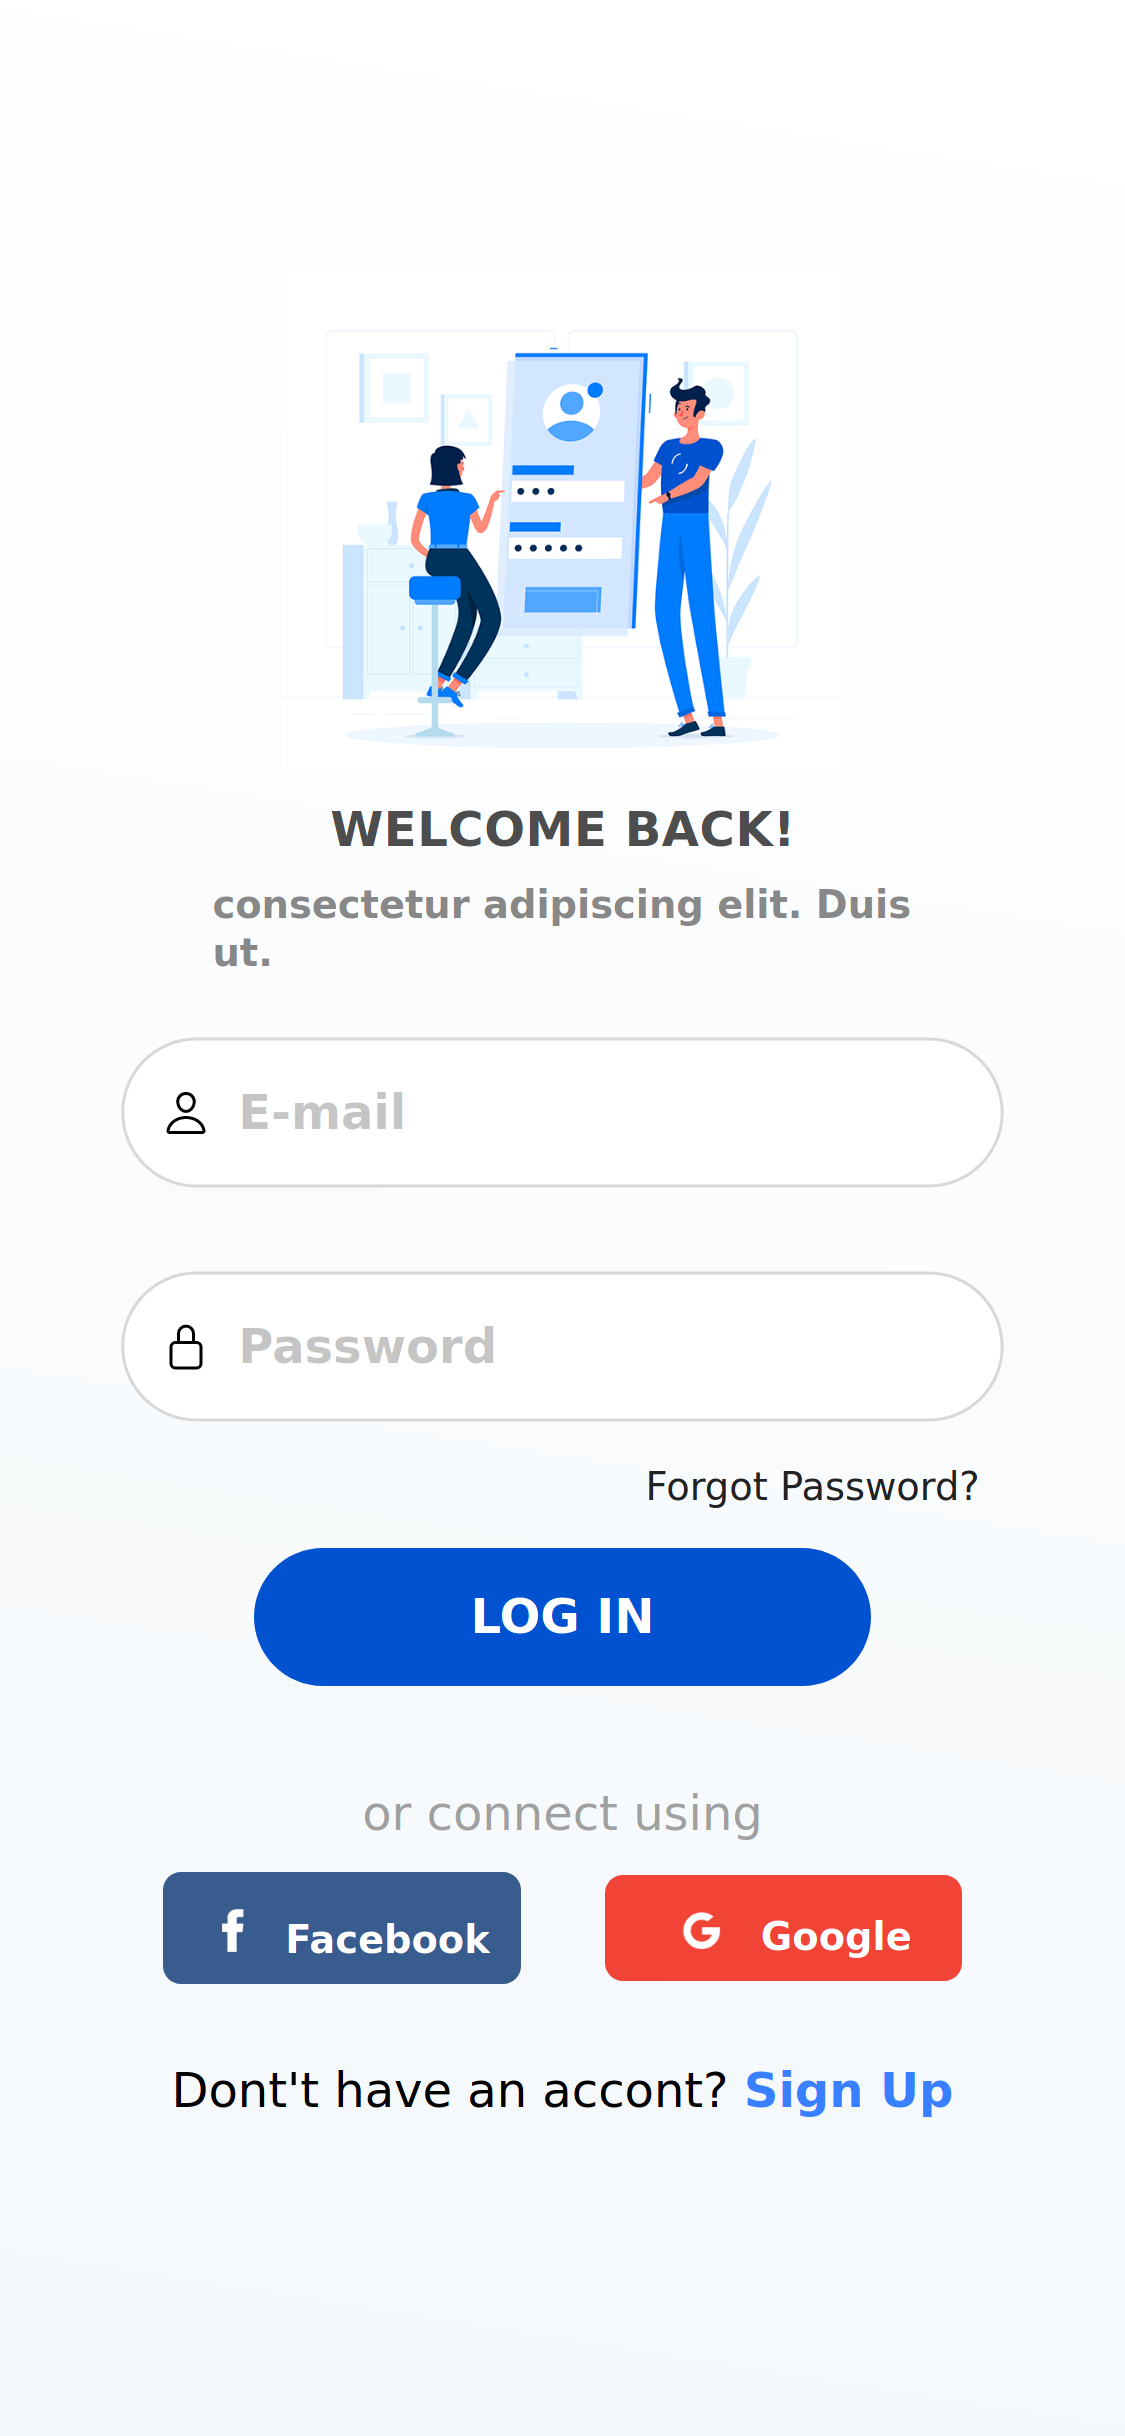 WELCOME BACK!
consectetur adipiscing elit. Duis
ut.
E-mail
Password
Forgot Password?
LOG IN
or connect using
Facebook
Google
Dont't have an accont? Sign Up